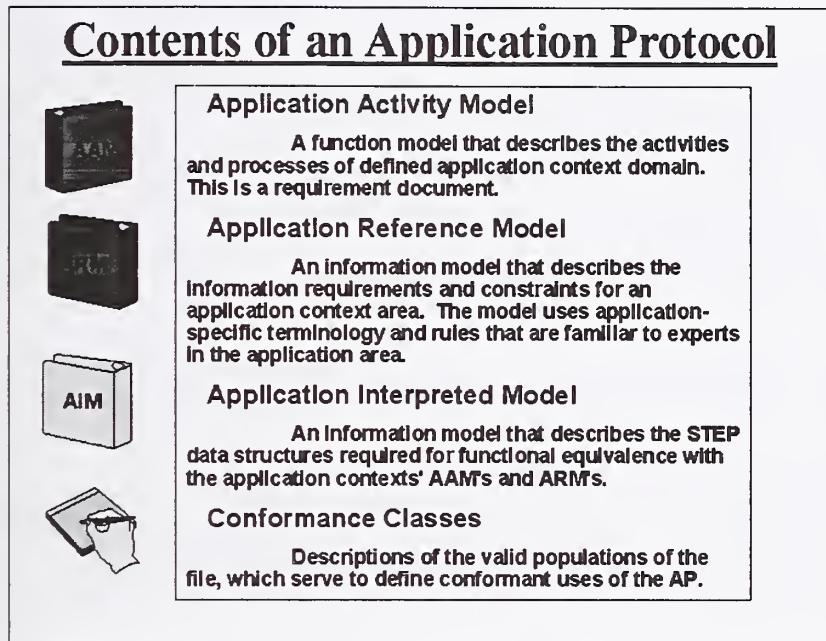 Contents of an Application Protocol
Application Activity Model
A function model that describes the activities
and processes of defined application context domain.
This is a requirement document.
Application Reference Model
An information model that describes the
information requirements and constraints for an
application context area. The model uses application-
specific terminology and rules that are familiar to experts
in the application area.
AIM
Application Interpreted Model
An information model that describes the STEP
data structures required for functional equivalence with
the application contexts' AAM's and ARM's.
Conformance Classes
Descriptions of the valid populations of the
file, which serve to define conformant uses of the AP.